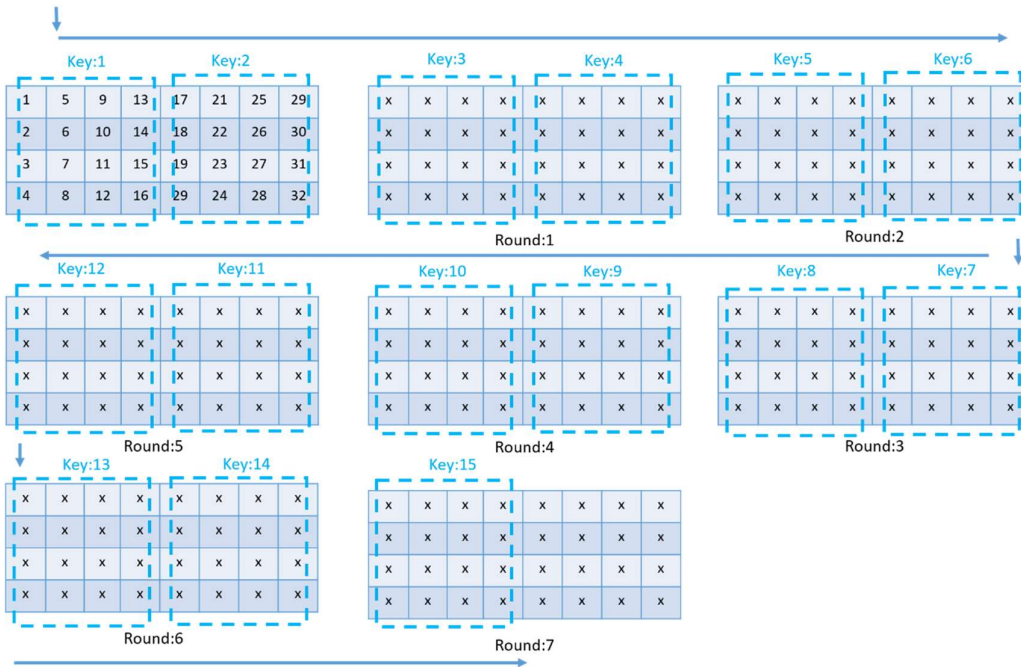 Key:1 Key:2 Key:3 Key:4 Key:5 Key:6
1 5 9 13 17 21 25 29 x x x x x x x x x x x x x x x x
2 6 10 14 18 22 26 30 x x x x x x x x x x x x x x x x
3 7 11 15 19 23 27 31 x x x x x x x x x x x x x x x x
4 8 12 16 29 24 28 32 x x x x x x x x x x x x x x x x
Round:1 Round:2
Key:12 Key:11 Key:10 Key:9 Key:8 Key:7
x x x x x x x x x x x x x x x x x x x x x x x x
x x x x x x x x x x x x x x x x x x x x x x x x
x x x x x x x x x x x x x x x x x x x x x x x x
x x x x x x x x x x x x x x x x x x x x x x x x
Round:5 Round:4 Round:3
Key:13 Key:14 Key:15
x x x x x x x x x x x x x x x x
x x x x x x x x x x x x x x x x
x x x x x x x x x x x x x x x x
x x x x x x x x x x x x x x x x
Round:6 Round:7